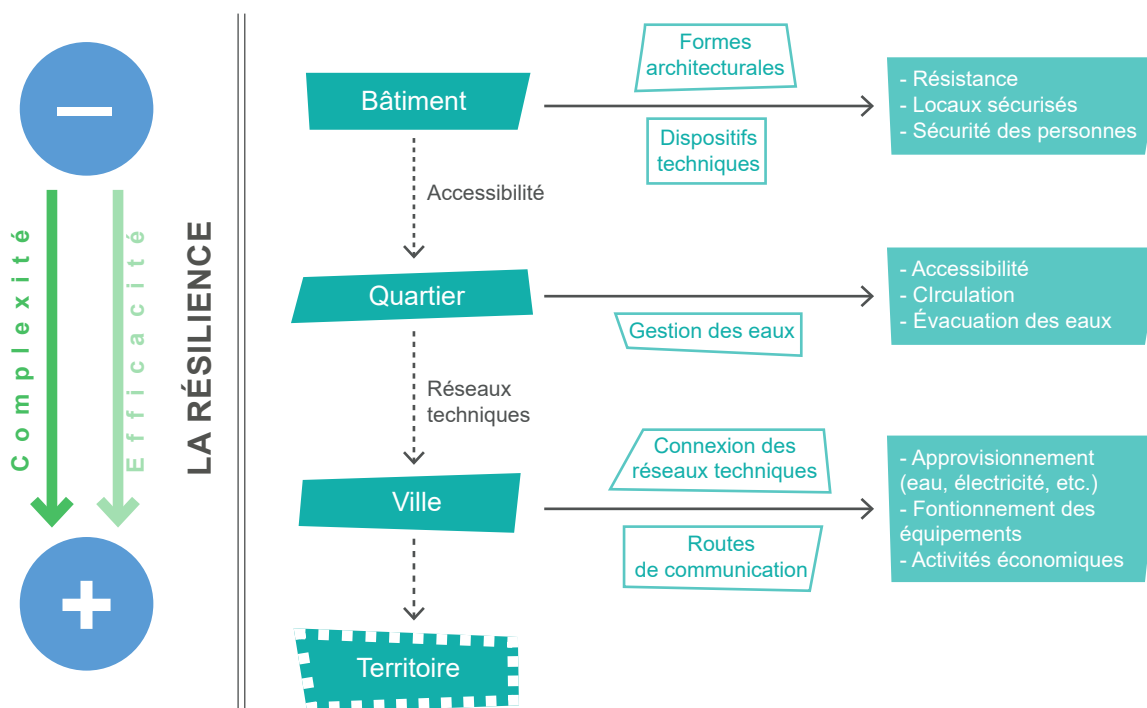 −
+
Complexité
Efficacité
LA RÉSILIENCE
Bâtiment
Formes
architecturales
Dispositifs
techniques
- Résistance
- Locaux sécurisés
- Sécurité des personnes
Accessibilité
Quartier
Gestion des eaux
- Accessibilité
- CIrculation
- Évacuation des eaux
Réseaux
techniques
Ville
Connexion des
réseaux techniques
Routes
de communication
- Approvisionnement
(eau, électricité, etc.)
- Fontionnement des
équipements
- Activités économiques
Territoire